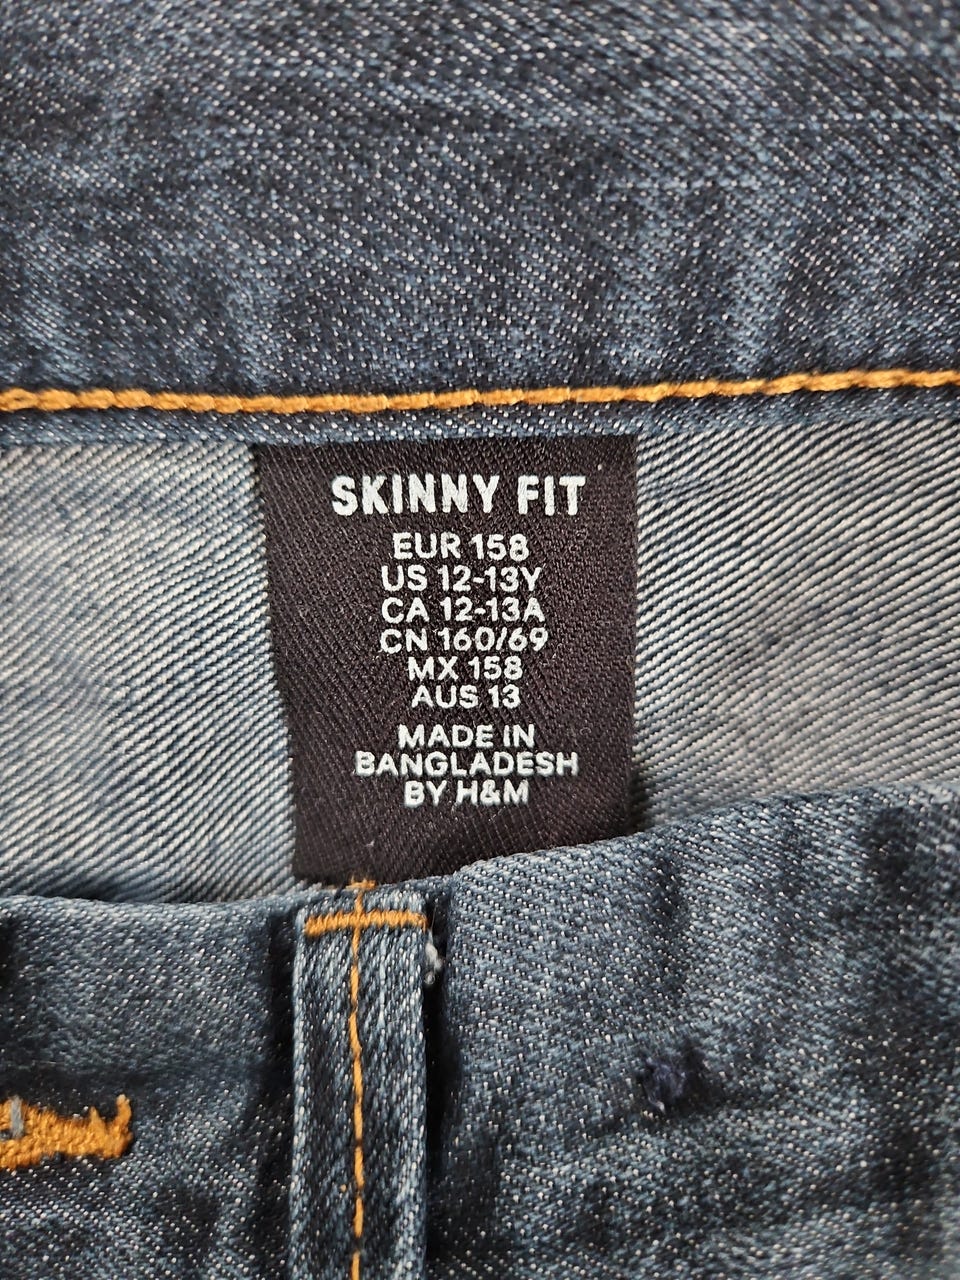 SKINNY FIT
EUR 158
US 12-13Y
CA 12-13A
CN 160/69
MX 158
AUS 13
MADE IN
BANGLADESH
BY H&M